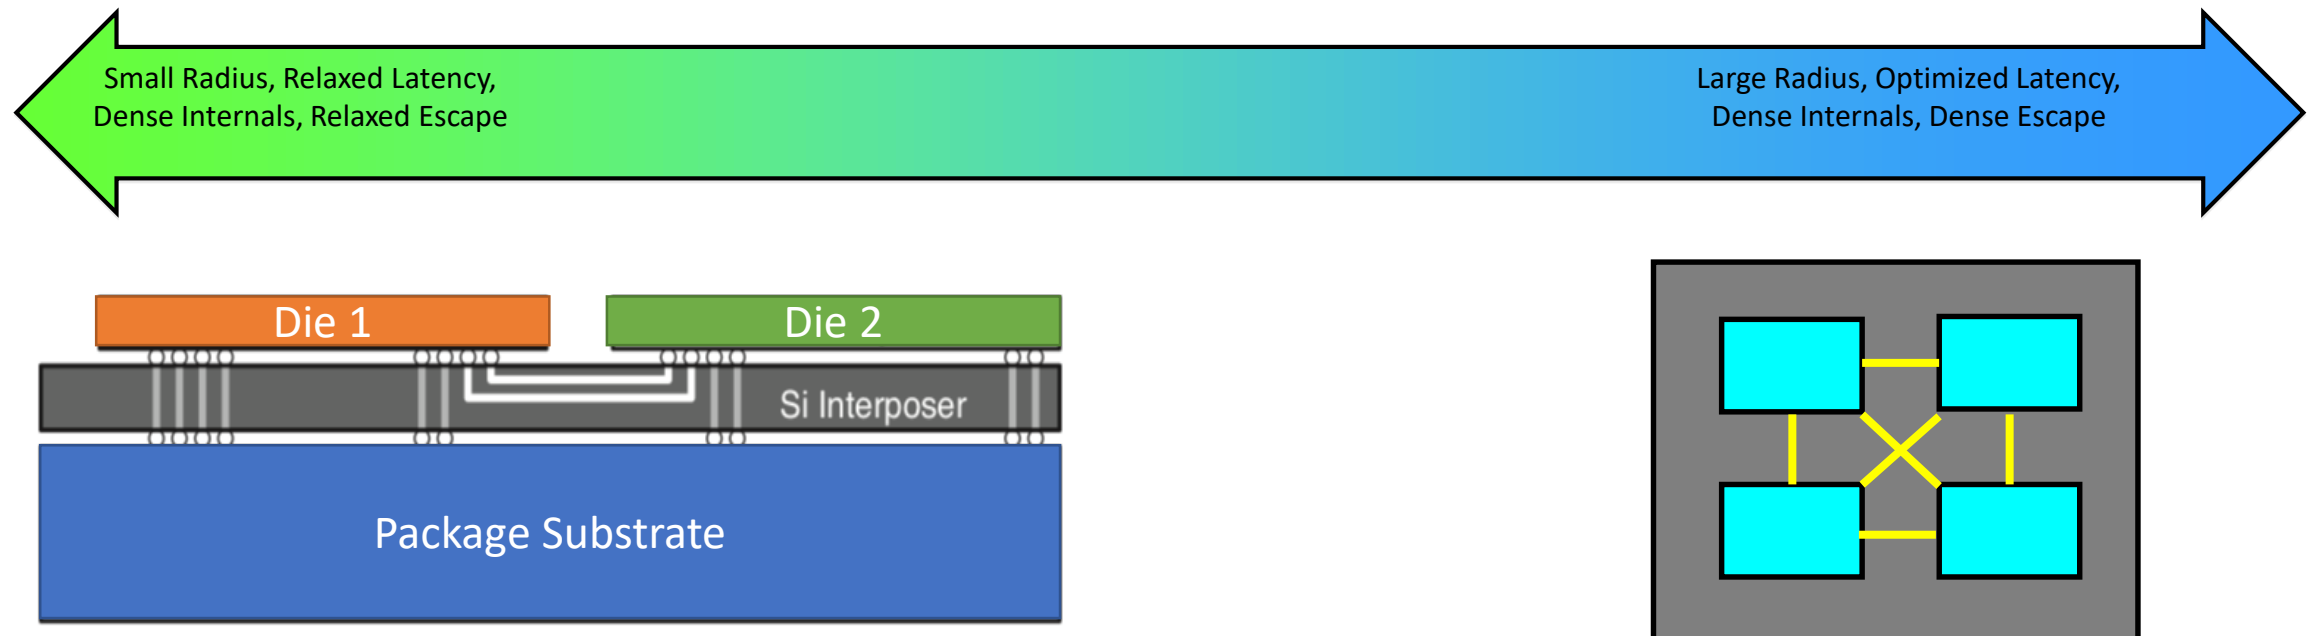 Small Radius, Relaxed Latency,
Dense Internals, Relaxed Escape
Large Radius, Optimized Latency,
Dense Internals, Dense Escape
Die 1
Die 2
Si Interposer
Package Substrate